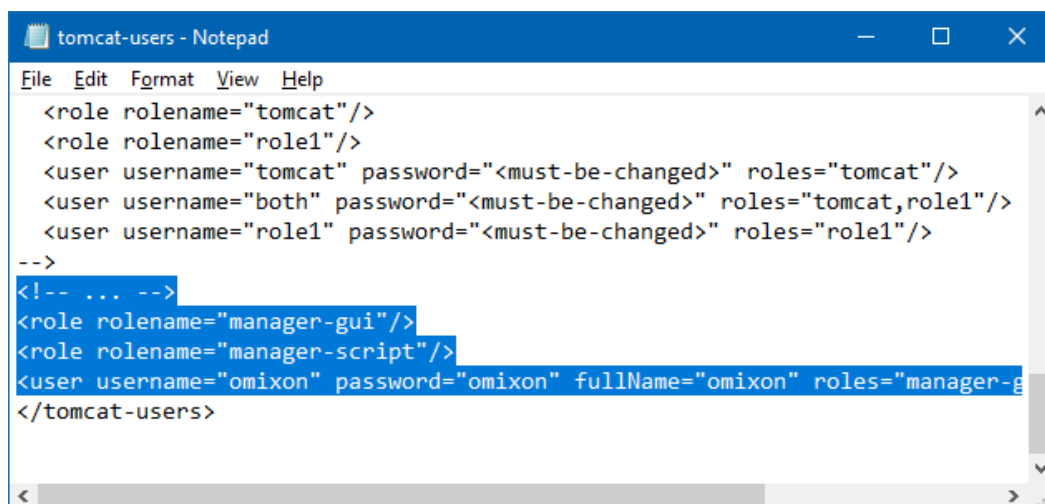 tomcat-users - Notepad
File Edit Format View Help
<role rolename="tomcat"/>
<role rolename="role1"/>
<user username="tomcat" password="<must-be-changed>" roles="tomcat"/>
<user username="both" password="<must-be-changed>" roles="tomcat,role1"/>
<user username="role1" password="<must-be-changed>" roles="role1"/>
-->
<!-- ... -->
<role rolename="manager-gui"/>
<role rolename="manager-script"/>
<user username="omixon" password="omixon" fullName="omixon" roles="manager-g
</tomcat-users>